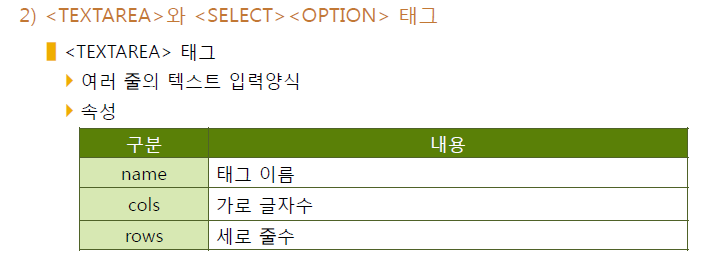 2) <TEXTAREA>와 <SELECT><OPTION> 태그
<TEXTAREA> 태그
여러 줄의 텍스트 입력양식
속성
구분 내용
name 태그 이름
cols 가로 글자수
rows 세로 줄수